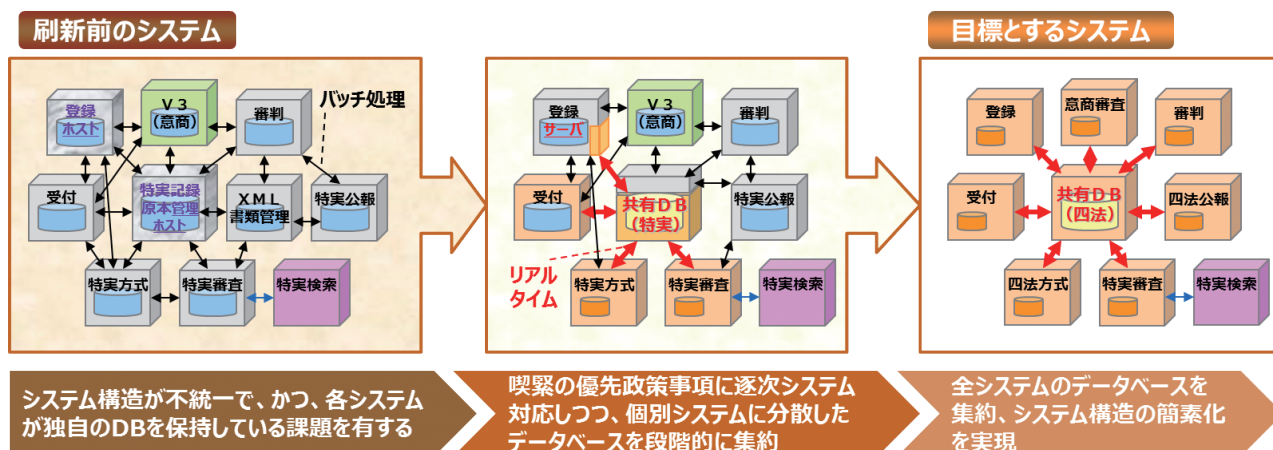 刷新前のシステム
目標とするシステム
登録
ホスト
V3
(意商)
審判
バッチ処理
受付
特実記録
原本管理
ホスト
XML
書類管理
特実公報
特実方式
特実審査
特実検索
登録
サーバ
V3
(意商)
審判
受付
共有DB
(特実)
特実公報
リアル
タイム
特実方式
特実審査
特実検索
登録
意商審査
審判
受付
共有DB
(四法)
四法公報
四法方式
特実審査
特実検索
システム構造が不統一で、かつ、各システム
が独自のDBを保持している課題を有する
喫緊の優先政策事項に逐次システム
対応しつつ、個別システムに分散した
データベースを段階的に集約
全システムのデータベースを
集約、システム構造の簡素化
を実現